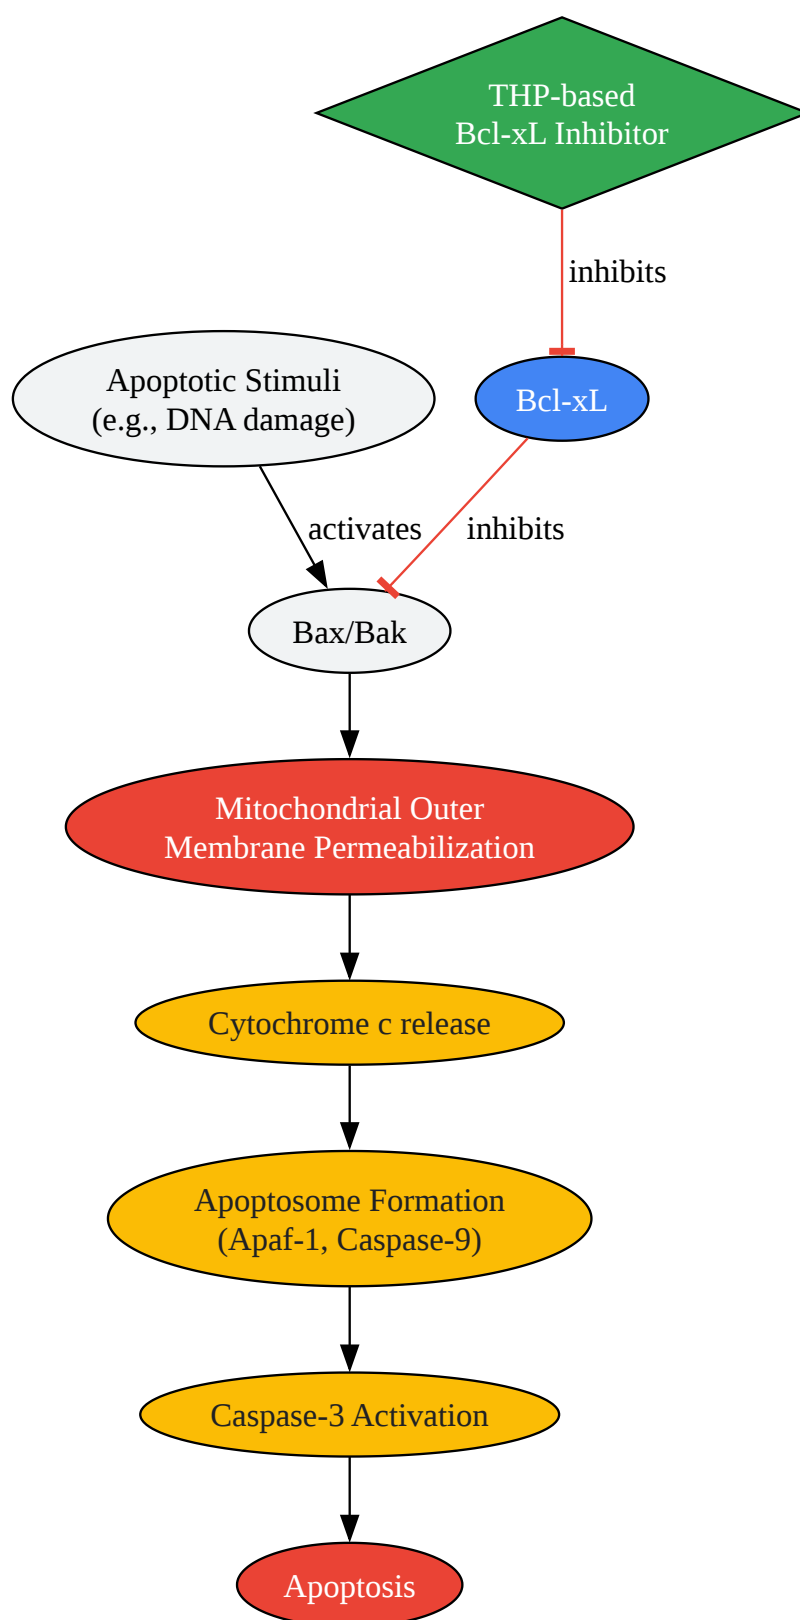 THP-based
Bcl-xL Inhibitor
inhibits
Apoptotic Stimuli
(e.g., DNA damage)
Bcl-xL
activates
inhibits
Bax/Bak
Mitochondrial Outer
Membrane Permeabilization
Cytochrome c release
Apoptosome Formation
(Apaf-1, Caspase-9)
Caspase-3 Activation
Apoptosis